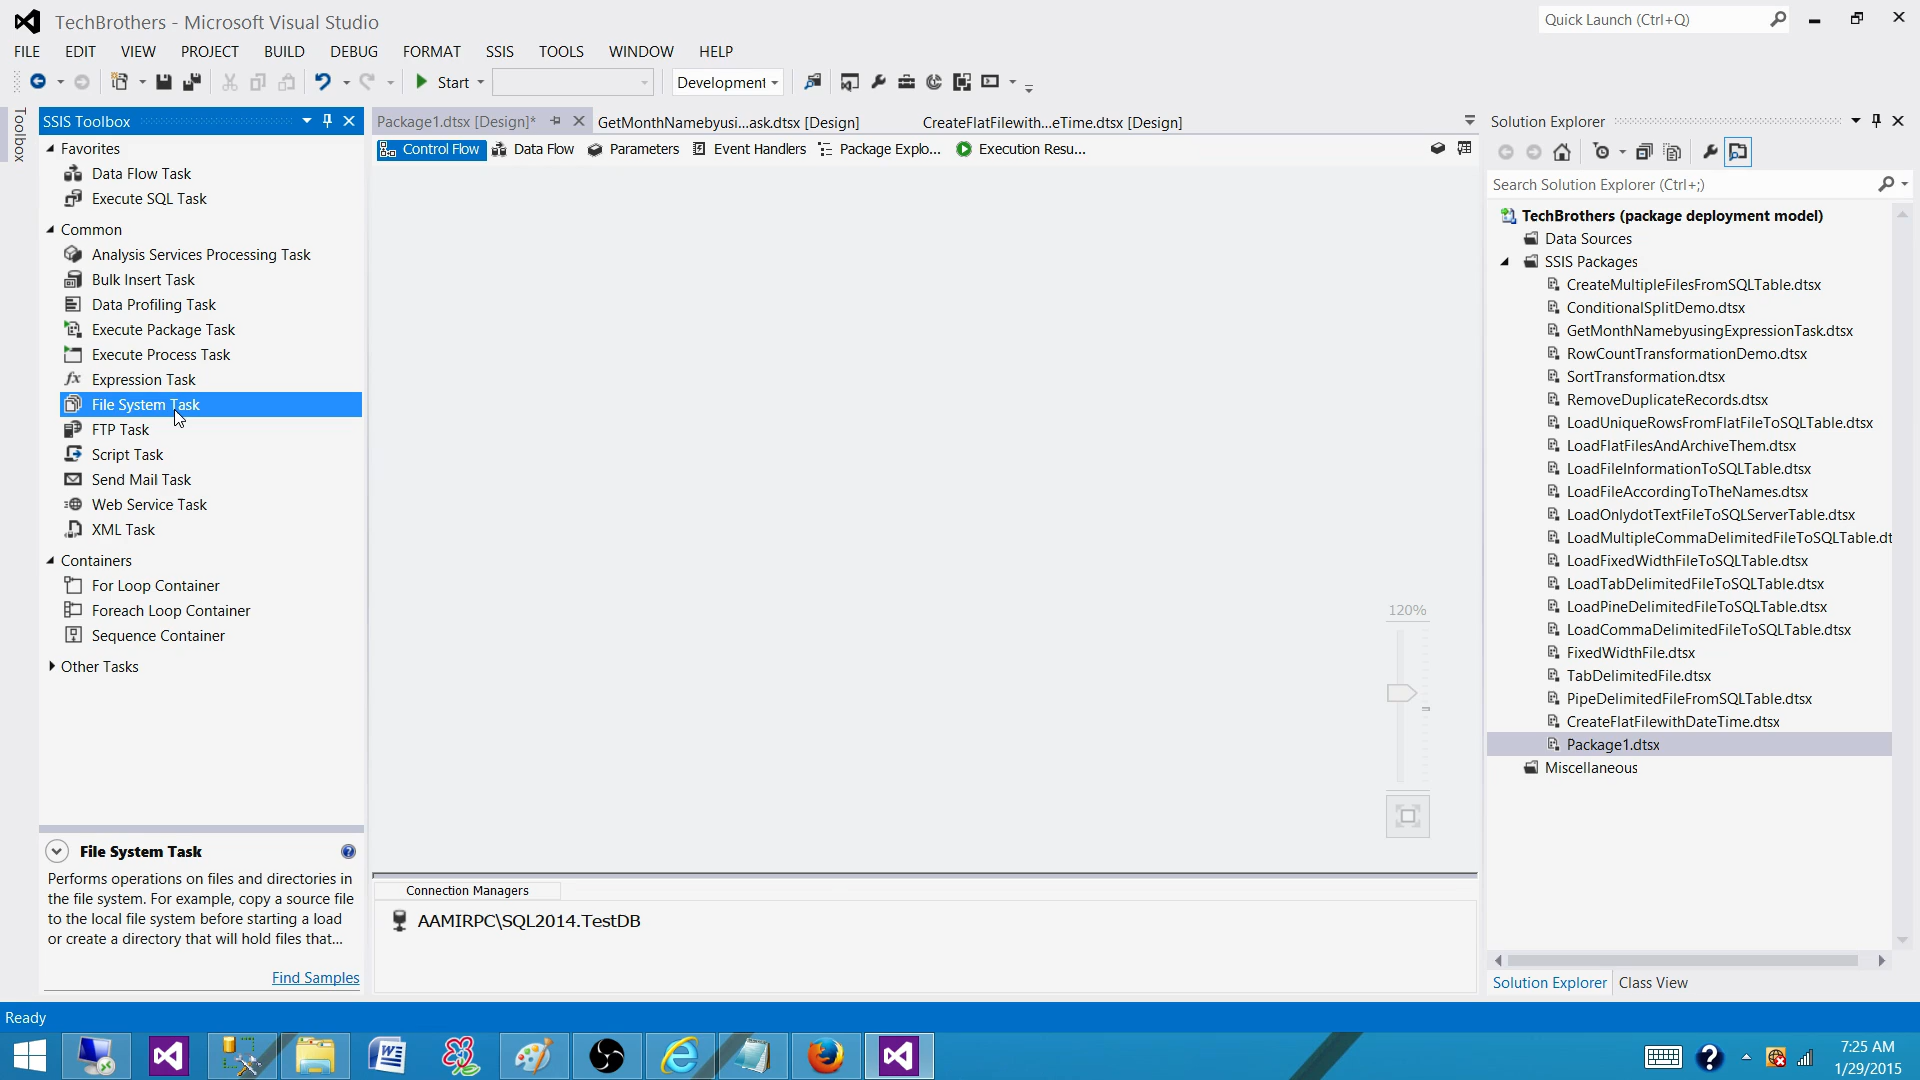 TechBrothers - Microsoft Visual Studio
Quick Launch (Ctrl+Q)
FILE EDIT VIEW PROJECT BUILD DEBUG FORMAT SSIS TOOLS WINDOW HELP
Start Development
Toolbox
SSIS Toolbox
Favorites
Data Flow Task
Execute SQL Task
Common
Analysis Services Processing Task
Bulk Insert Task
Data Profiling Task
Execute Package Task
Execute Process Task
Expression Task
File System Task
FTP Task
Script Task
Send Mail Task
Web Service Task
XML Task
Containers
For Loop Container
Foreach Loop Container
Sequence Container
Other Tasks
File System Task
Performs operations on files and directories in
the file system. For example, copy a source file
to the local file system before starting a load
or create a directory that will hold files that...
Find Samples
Package1.dtsx [Design]* GetMonthNamebyusi...ask.dtsx [Design] CreateFlatFilewith...eTime.dtsx [Design]
Control Flow Data Flow Parameters Event Handlers Package Explo... Execution Resu...
120%
Connection Managers
AAMIRPC\SQL2014.TestDB
Solution Explorer
Search Solution Explorer (Ctrl+;)
TechBrothers (package deployment model)
Data Sources
SSIS Packages
CreateMultipleFilesFromSQLTable.dtsx
ConditionalSplitDemo.dtsx
GetMonthNamebyusingExpressionTask.dtsx
RowCountTransformationDemo.dtsx
SortTransformation.dtsx
RemoveDuplicateRecords.dtsx
LoadUniqueRowsFromFlatFileToSQLTable.dtsx
LoadFlatFilesAndArchiveThem.dtsx
LoadFileInformationToSQLTable.dtsx
LoadFileAccordingToTheNames.dtsx
LoadOnlydotTextFileToSQLServerTable.dtsx
LoadMultipleCommaDelimitedFileToSQLTable.dt
LoadFixedWidthFileToSQLTable.dtsx
LoadTabDelimitedFileToSQLTable.dtsx
LoadPineDelimitedFileToSQLTable.dtsx
LoadCommaDelimitedFileToSQLTable.dtsx
FixedWidthFile.dtsx
TabDelimitedFile.dtsx
PipeDelimitedFileFromSQLTable.dtsx
CreateFlatFilewithDateTime.dtsx
Package1.dtsx
Miscellaneous
Solution Explorer Class View
Ready
7:25 AM
1/29/2015